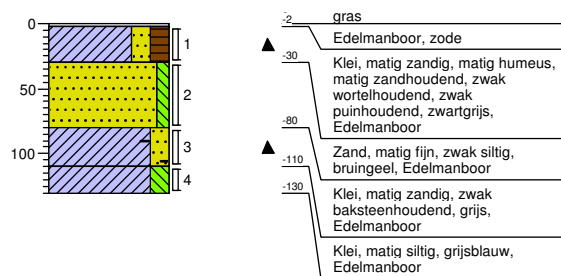 0
50
100
1
2
3
4
gras
-2
Edelmanboor, zode
-30
Klei, matig zandig, matig humeus,
matig zandhoudend, zwak
wortelhoudend, zwak
puinhoudend, zwartgrijs,
Edelmanboor
-80
Zand, matig fijn, zwak siltig,
bruingeel, Edelmanboor
-110
Klei, matig zandig, zwak
baksteenhoudend, grijs,
Edelmanboor
-130
Klei, matig siltig, grijsblauw,
Edelmanboor